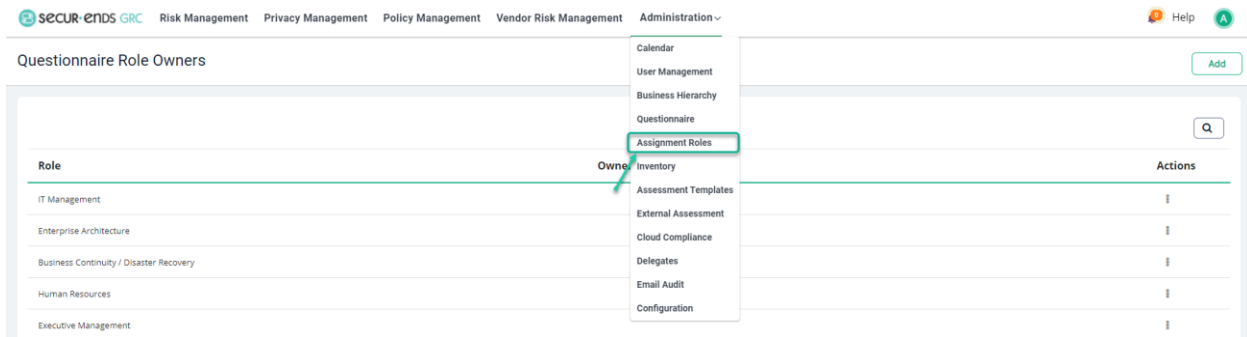 SECUR·ENDS GRC Risk Management Privacy Management Policy Management Vendor Risk Management Administration Help A
Questionnaire Role Owners
Add
Calendar
User Management
Business Hierarchy
Questionnaire
Assignment Roles
Inventory
Assessment Templates
External Assessment
Cloud Compliance
Delegates
Email Audit
Configuration
Role Owne Actions
IT Management
Enterprise Architecture
Business Continuity / Disaster Recovery
Human Resources
Executive Management